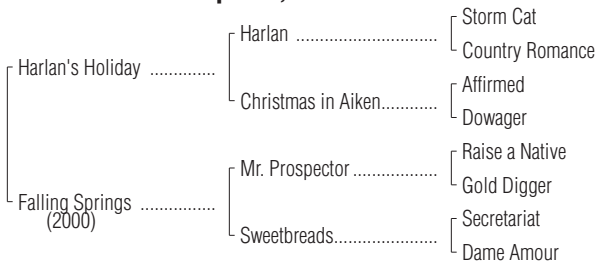 Storm Cat
Harlan ..................................
Country Romance
Harlan's Holiday ...............
Affirmed
Christmas in Aiken.............
Dowager
Raise a Native
Mr. Prospector ...................
Gold Digger
Falling Springs .................
(2000)
Secretariat
Sweetbreads.......................
Dame Amour